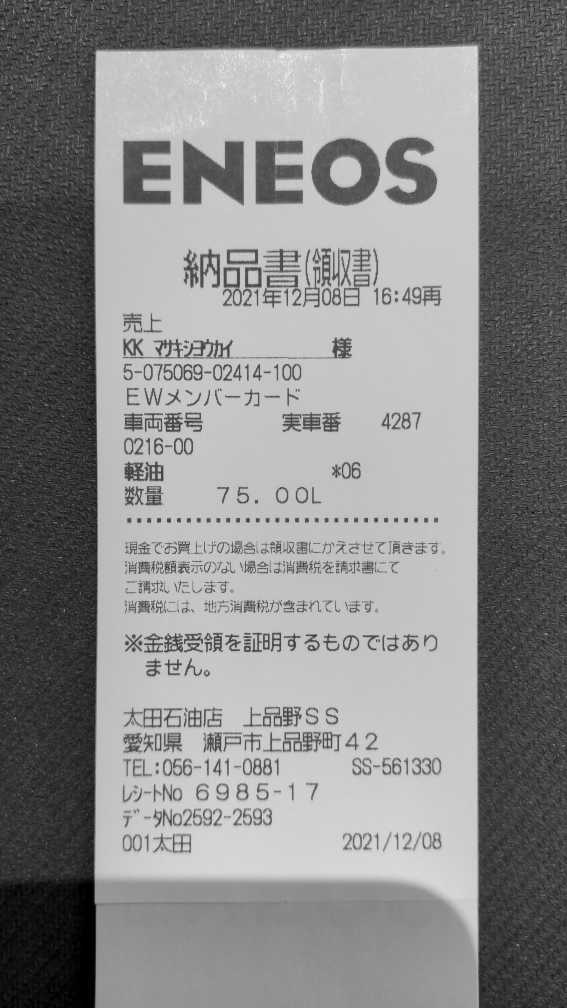 ENEOS
納品書(領収書)
2021年12月08日 16:49再
売上
KK マサキシヨウカイ 様
5-075069-02414-100
EWメンバーカード
車両番号 実車番 4287
0216-00
軽油 *06
数量 75.00L
現金でお買上げの場合は領収書にかえさせて頂きます。
消費税額表示のない場合は消費税を請求書にて
ご請求いたします。
消費税には、地方消費税が含まれています。
※金銭受領を証明するものではあり
ません。
太田石油店 上品野SS
愛知県 瀬戸市上品野町42
TEL:056-141-0881 SS-561330
レシートNo 6985-17
データNo2592-2593
001太田 2021/12/08